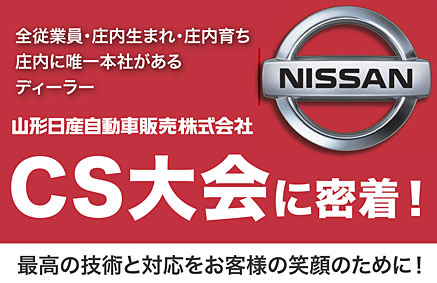 全従業員・庄内生まれ・庄内育ち
庄内に唯一本社がある
ディーラー
NISSAN
山形日産自動車販売株式会社
CS大会に密着！
最高の技術と対応をお客様の笑顔のために！